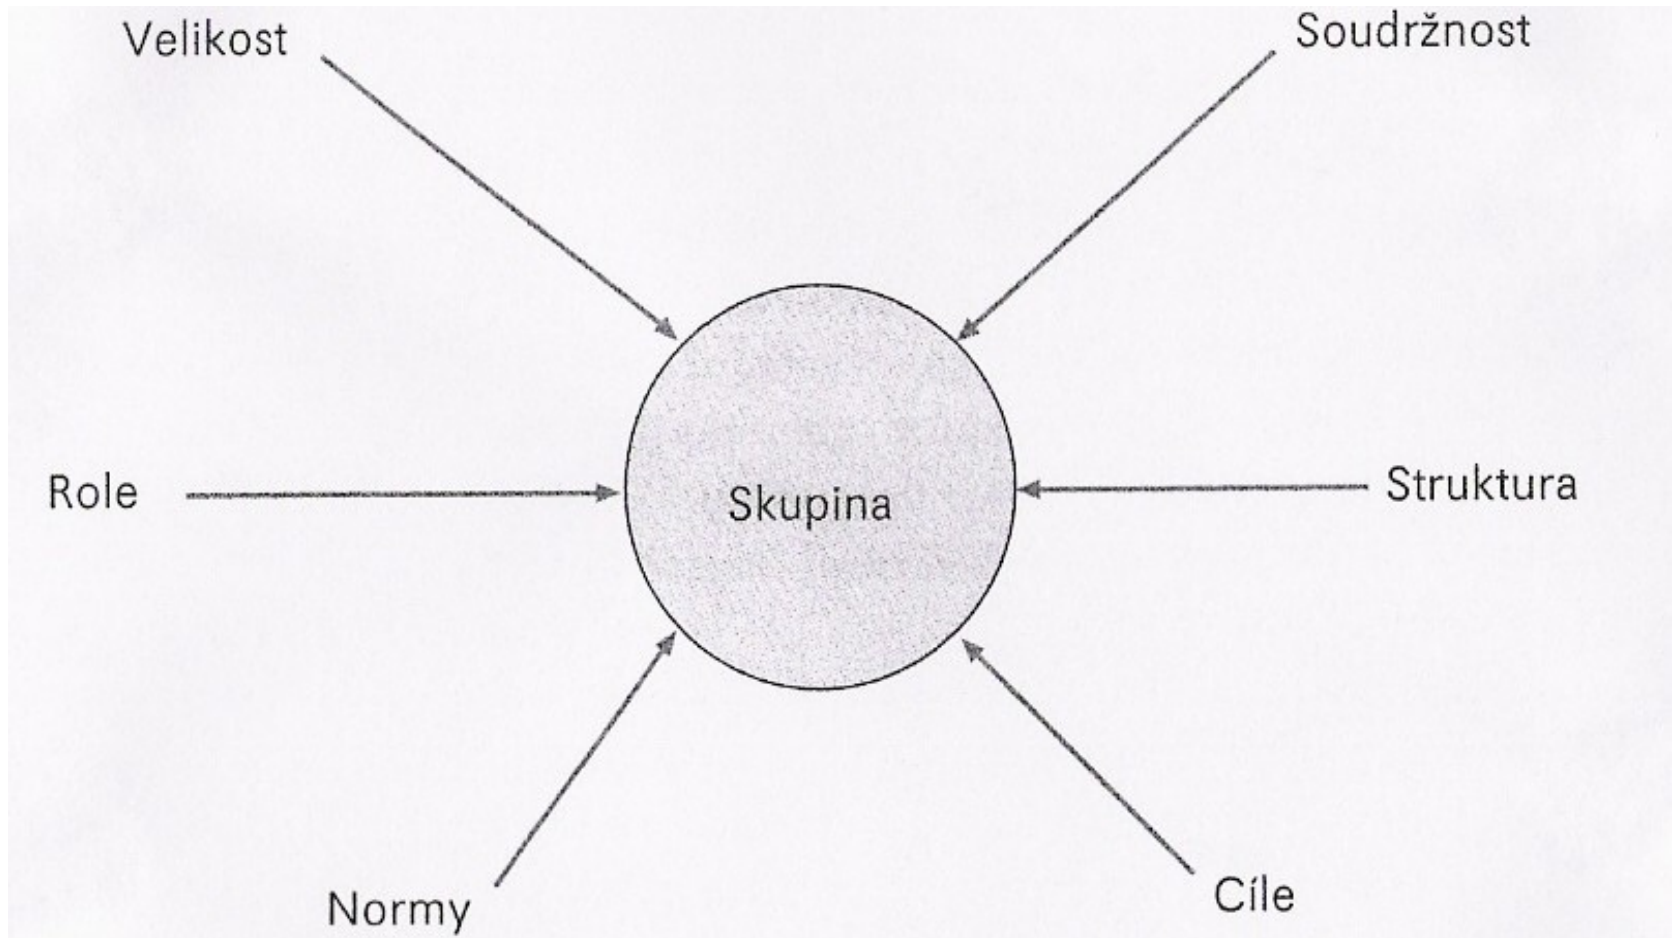 Velikost
Soudržnost
Role
Skupina
Struktura
Normy
Cíle